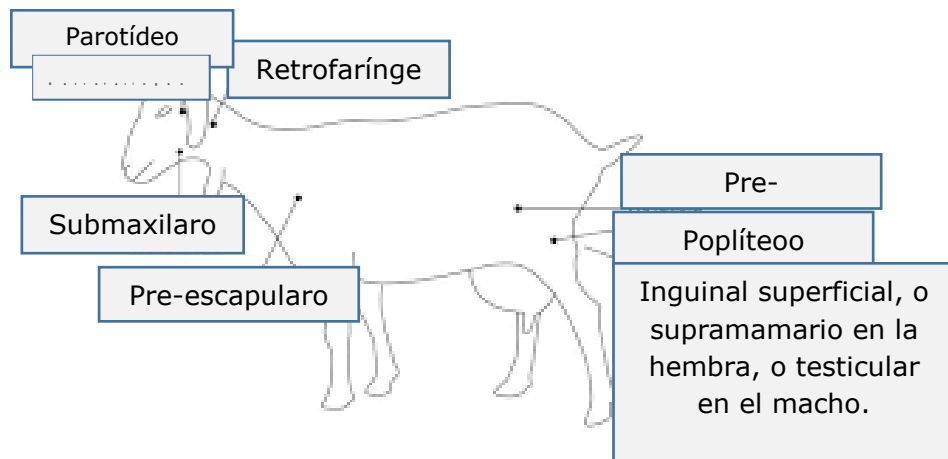 Parotídeo
Retrofarínge
Submaxilaro
Pre-escapularo
Pre-
Poplíteoo
Inguinal superficial, o
supramamario en la
hembra, o testicular
en el macho.